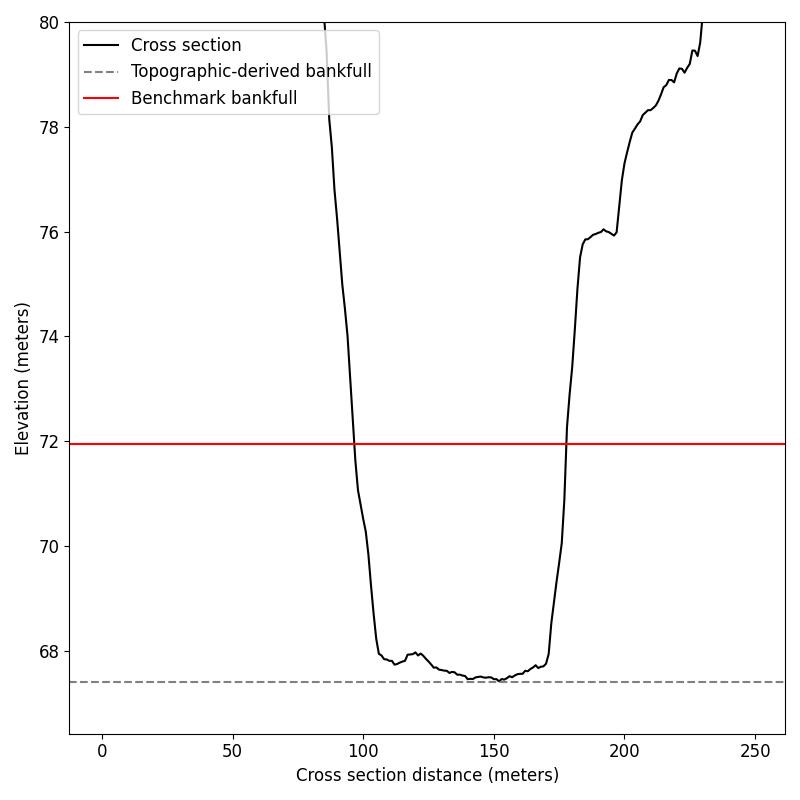 Cross section
Topographic-derived bankfull
Benchmark bankfull
80
78
76
74
72
70
68
Elevation (meters)
0 50 100 150 200 250
Cross section distance (meters)